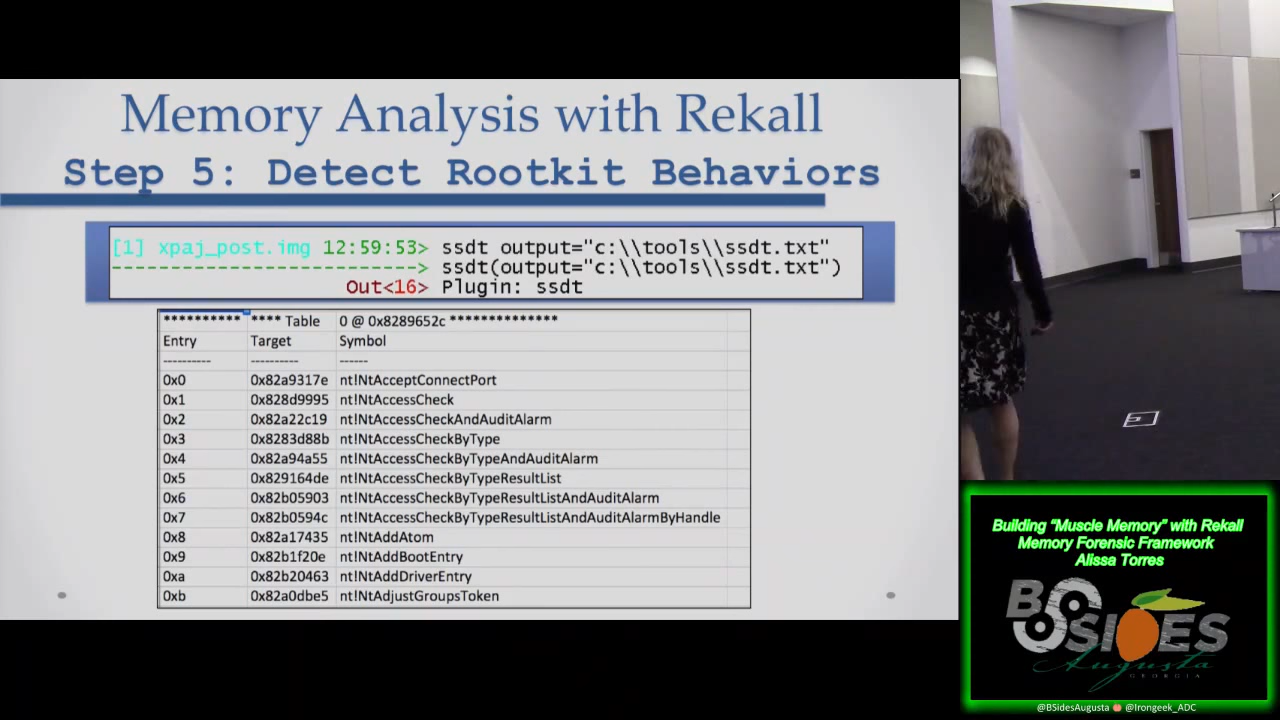 Memory Analysis with Rekall
Step 5: Detect Rootkit Behaviors
[1] xpaj_post.img 12:59:53> ssdt output="c:\\tools\\ssdt.txt"
---------------------------> ssdt(output="c:\\tools\\ssdt.txt")
Out<16> Plugin: ssdt
********** **** Table 0 @ 0x8289652c **************
Entry Target Symbol
---------- ---------- ------
0x0 0x82a9317e nt!NtAcceptConnectPort
0x1 0x828d9995 nt!NtAccessCheck
0x2 0x82a22c19 nt!NtAccessCheckAndAuditAlarm
0x3 0x8283d88b nt!NtAccessCheckByType
0x4 0x82a94a55 nt!NtAccessCheckByTypeAndAuditAlarm
0x5 0x829164de nt!NtAccessCheckByTypeResultList
0x6 0x82b05903 nt!NtAccessCheckByTypeResultListAndAuditAlarm
0x7 0x82b0594c nt!NtAccessCheckByTypeResultListAndAuditAlarmByHandle
0x8 0x82a17435 nt!NtAddAtom
0x9 0x82b1f20e nt!NtAddBootEntry
0xa 0x82b20463 nt!NtAddDriverEntry
0xb 0x82a0dbe5 nt!NtAdjustGroupsToken
Building "Muscle Memory" with Rekall
Memory Forensic Framework
Alissa Torres
BSIDES
Augusta
GEORGIA
@BSidesAugusta @Irongeek_ADC